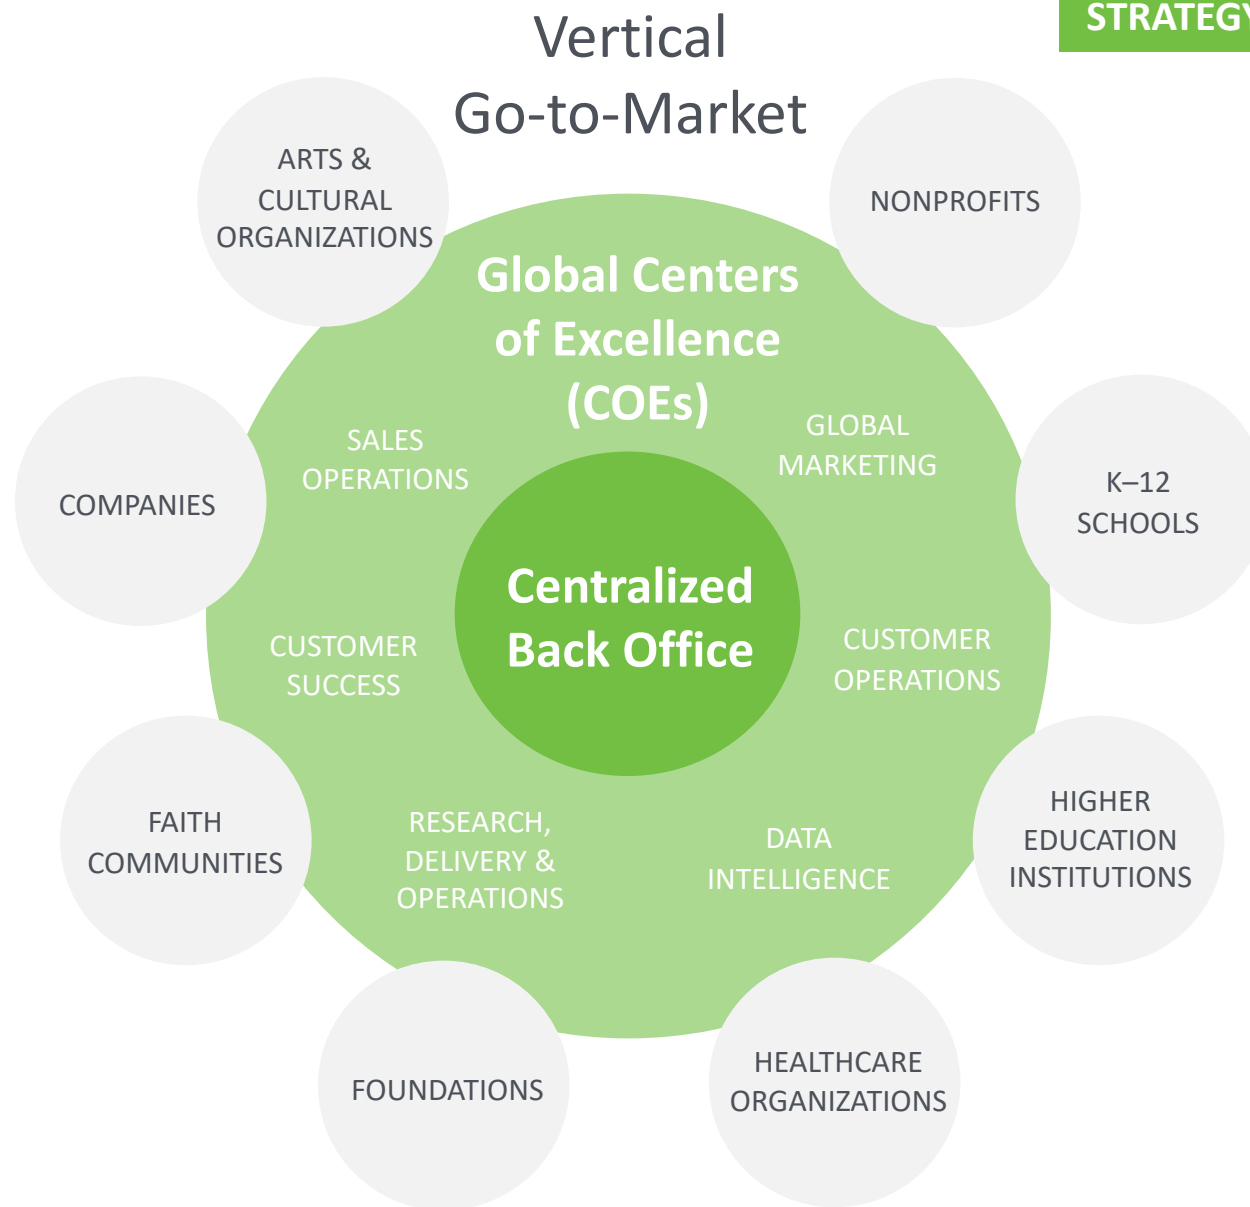 STRATEGY
Vertical
Go-to-Market
ARTS &
CULTURAL
ORGANIZATIONS
NONPROFITS
Global Centers
of Excellence
(COEs)
SALES
OPERATIONS
GLOBAL
MARKETING
COMPANIES
K–12
SCHOOLS
Centralized
Back Office
CUSTOMER
SUCCESS
CUSTOMER
OPERATIONS
FAITH
COMMUNITIES
RESEARCH,
DELIVERY &
OPERATIONS
DATA
INTELLIGENCE
HIGHER
EDUCATION
INSTITUTIONS
FOUNDATIONS
HEALTHCARE
ORGANIZATIONS